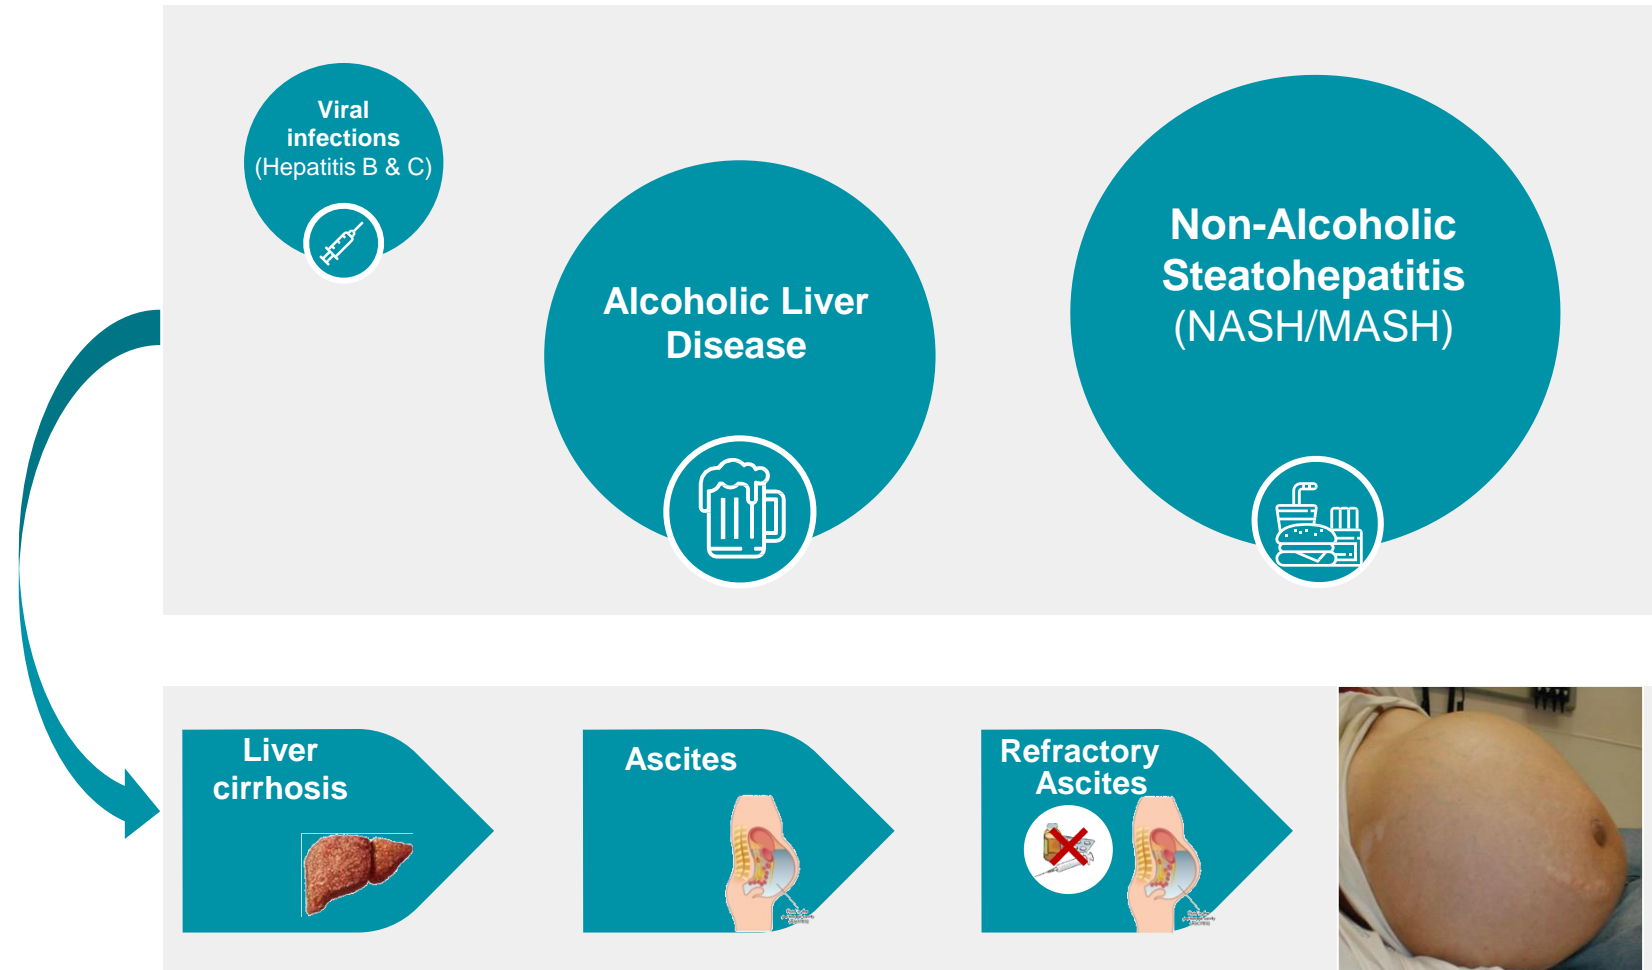 Viral
infections
(Hepatitis B & C)
Alcoholic Liver
Disease
Non-Alcoholic
Steatohepatitis
(NASH/MASH)
Liver
cirrhosis
Ascites
Refractory
Ascites